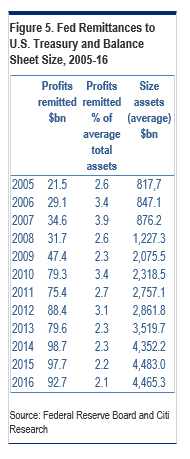 Figure 5. Fed Remittances to
U.S. Treasury and Balance
Sheet Size, 2005-16
Profits Profits Size
remitted remitted assets
$bn % of (average)
average $bn
total
assets
2005 21.5 2.6 817,7
2006 29.1 3.4 847.1
2007 34.6 3.9 876.2
2008 31.7 2.6 1,227.3
2009 47.4 2.3 2,075.5
2010 79.3 3.4 2,318.5
2011 75.4 2.7 2,757.1
2012 88.4 3.1 2,861.8
2013 79.6 2.3 3,519.7
2014 98.7 2.3 4,352.2
2015 97.7 2.2 4,483.0
2016 92.7 2.1 4,465.3
Source: Federal Reserve Board and Citi
Research